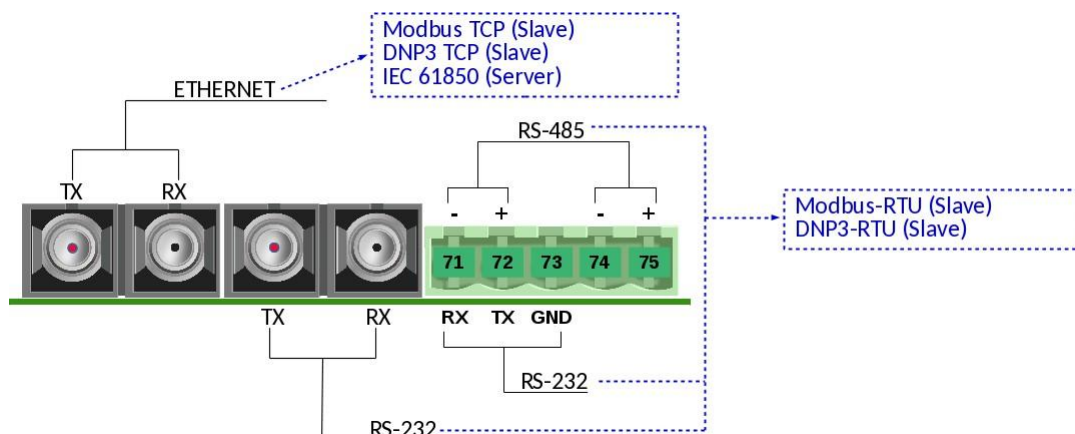 Modbus TCP (Slave)
DNP3 TCP (Slave)
IEC 61850 (Server)
ETHERNET
RS-485
TX RX
- + - +
Modbus-RTU (Slave)
DNP3-RTU (Slave)
71 72 73 74 75
TX RX
RX TX GND
RS-232
RS-232